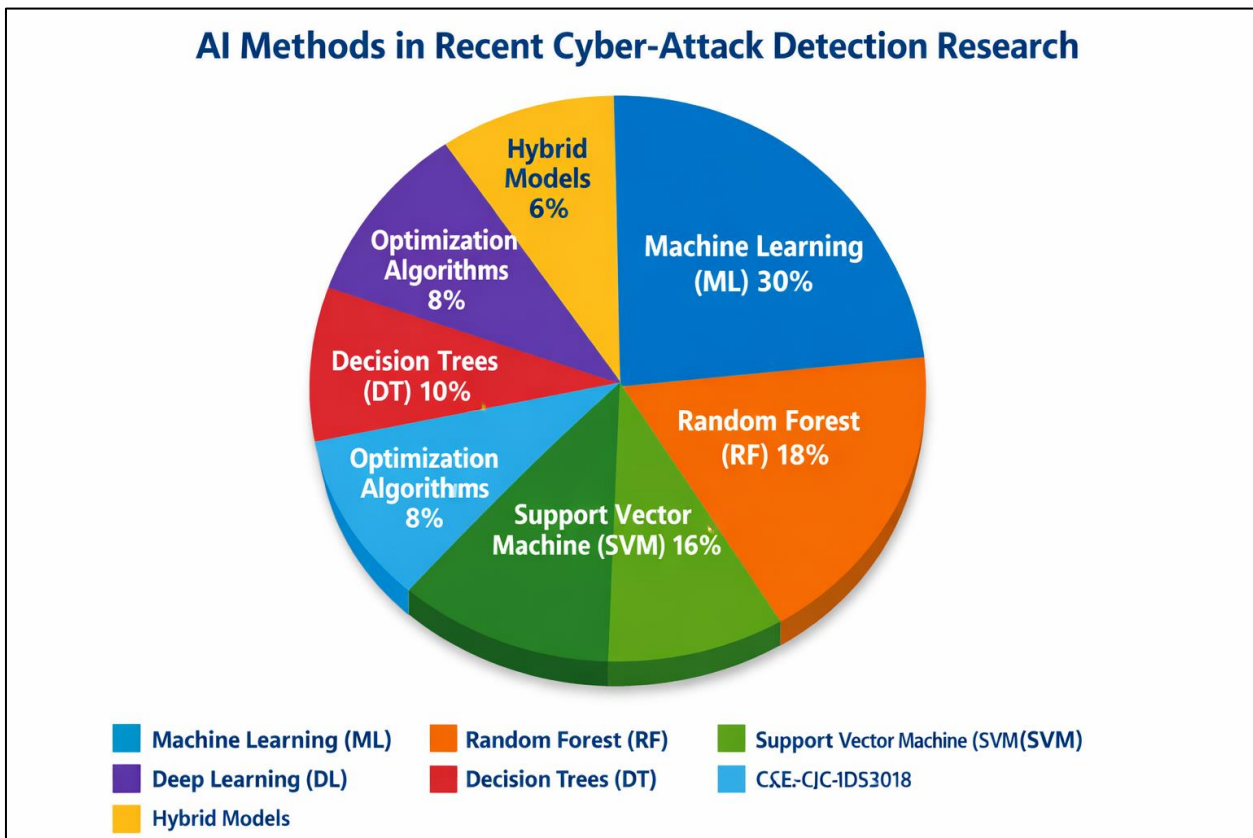 AI Methods in Recent Cyber-Attack Detection Research
Hybrid
Models
6%
Machine Learning
(ML) 30%
Optimization
Algorithms
8%
Decision Trees
(DT) 10%
Random Forest
(RF) 18%
Optimization
Algorithms
8%
Support Vector
Machine (SVM) 16%
Machine Learning (ML)
Random Forest (RF)
Support Vector Machine (SVM(SVM)
Deep Learning (DL)
Decision Trees (DT)
Hybrid Models